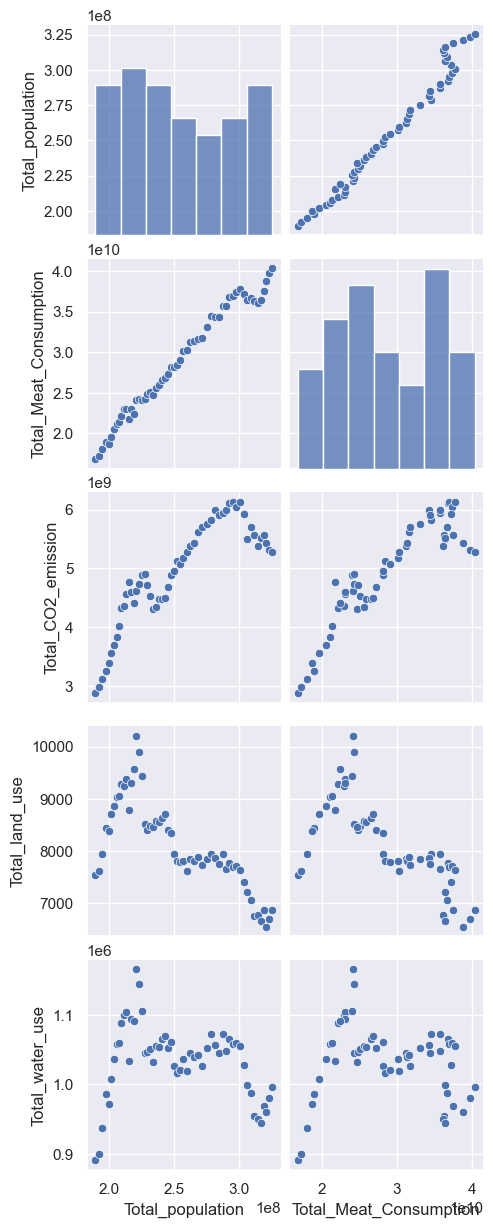 1e8
3.25
3.00
2.75
2.50
2.25
2.00
Total_population
1e10
4.0
3.5
3.0
2.5
2.0
Total_Meat_Consumption
1e9
6
5
4
3
Total_CO2_emission
10000
9000
8000
7000
Total_land_use
1e6
1.1
1.0
0.9
Total_water_use
2.0 2.5 3.0 2 3 4
Total_population 1e8 Total_Meat_Consumption 1e10